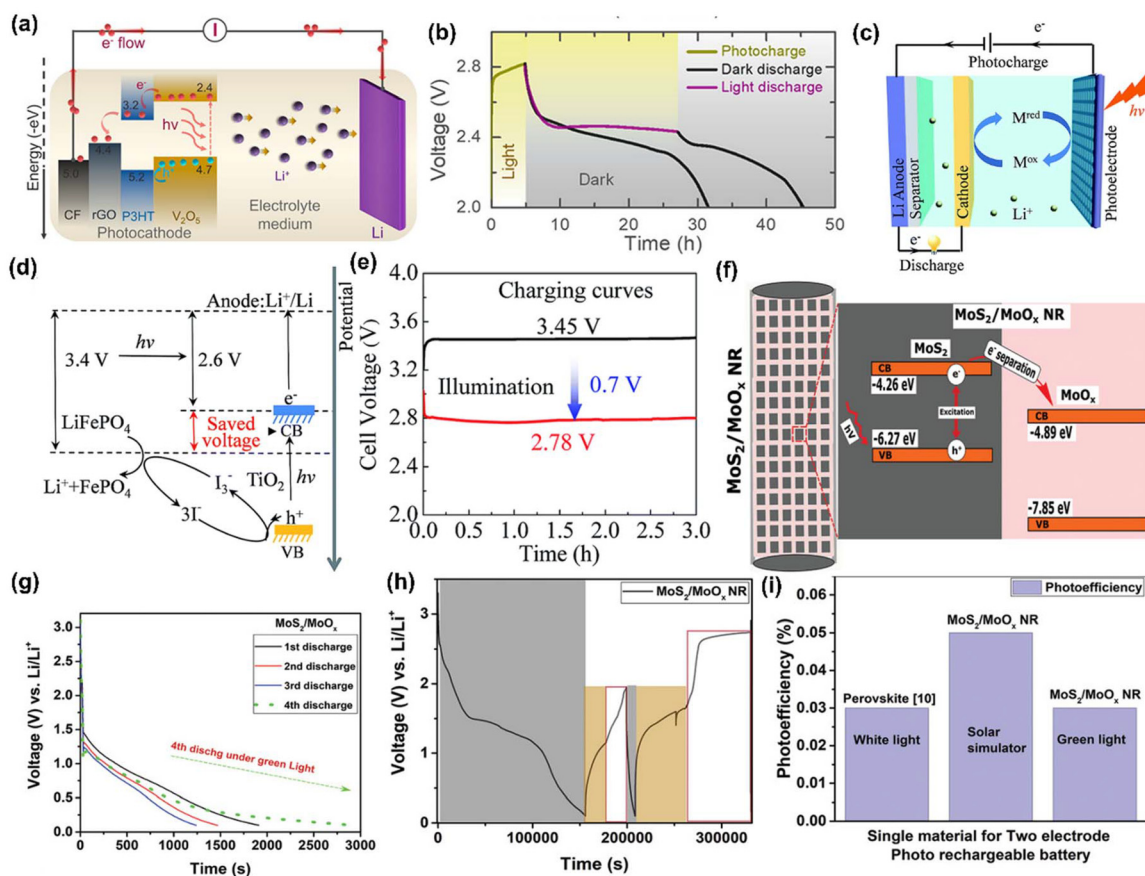 (a)
I
e⁻ flow
Energy (-eV)
e⁻
2.4
3.2
hν
4.4
5.0
5.2
h⁺
4.7
CF
rGO
P3HT
V₂O₅
Photocathode
Li⁺
Electrolyte
medium
Li
(b)
Photocharge
Dark discharge
Light discharge
Light
Dark
2.8
2.4
2.0
Voltage (V)
0 10 20 30 40 50
Time (h)
(c)
e⁻ e⁻
Photocharge
hν
Li Anode
Separator
Cathode
M^red
M^ox
Li⁺
Photoelectrode
e⁻
Discharge
(d)
Anode:Li⁺/Li
Potential
3.4 V
hν
2.6 V
e⁻
Saved
voltage
CB
LiFePO₄
hν
TiO₂
I₃⁻
Li⁺+FePO₄
3I⁻
h⁺
VB
(e)
Charging curves
3.45 V
Illumination
0.7 V
2.78 V
4.0
3.6
3.2
2.8
2.4
2.0
Cell Voltage (V)
0.0 0.5 1.0 1.5 2.0 2.5 3.0
Time (h)
(f)
MoS₂/MoOₓ NR
MoS₂/MoOₓ NR
MoS₂
CB
e⁻
-4.26 eV
e⁻ separation
MoOₓ
CB
-4.89 eV
Excitation
hν
-6.27 eV
VB
h⁺
-7.85 eV
VB
(g)
MoS₂/MoOₓ
1st discharge
2nd discharge
3rd discharge
4th discharge
4th dischg under green Light
3.0
2.5
2.0
1.5
1.0
0.5
0.0
Voltage (V) vs. Li/Li⁺
0 500 1000 1500 2000 2500 3000
Time (s)
(h)
MoS₂/MoOₓ NR
3
2
1
0
Voltage (V) vs. Li/Li⁺
0 100000 200000 300000
Time (s)
(i)
Photoefficiency
0.06
0.05
0.04
0.03
0.02
0.01
0.00
Photoefficiency (%)
Perovskite [10]
White light
MoS₂/MoOₓ NR
Solar
simulator
MoS₂/MoOₓ NR
Green light
Single material for Two electrode
Photo rechargeable battery